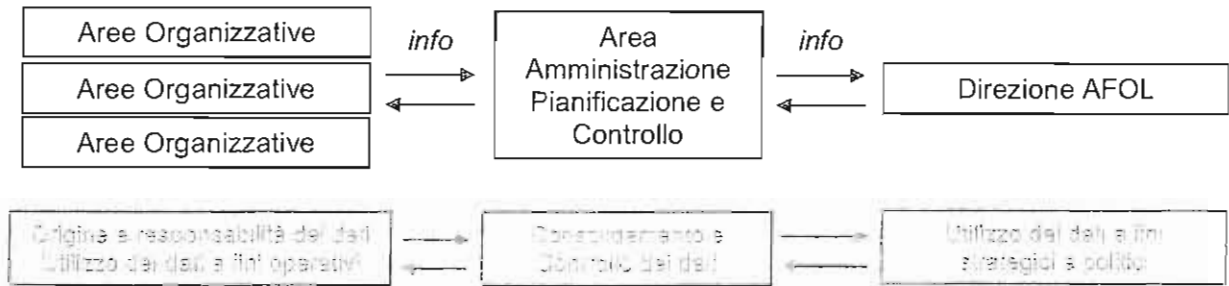 Aree Organizzative
Aree Organizzative
Aree Organizzative
info
Area
Amministrazione
Pianificazione e
Controllo
info
Direzione AFOL
Origine e responsabilità dei dati
Utilizzo dei dati a fini operativi
Consolidamento e
Controllo dei dati
Utilizzo dei dati a fini
strategici e politici